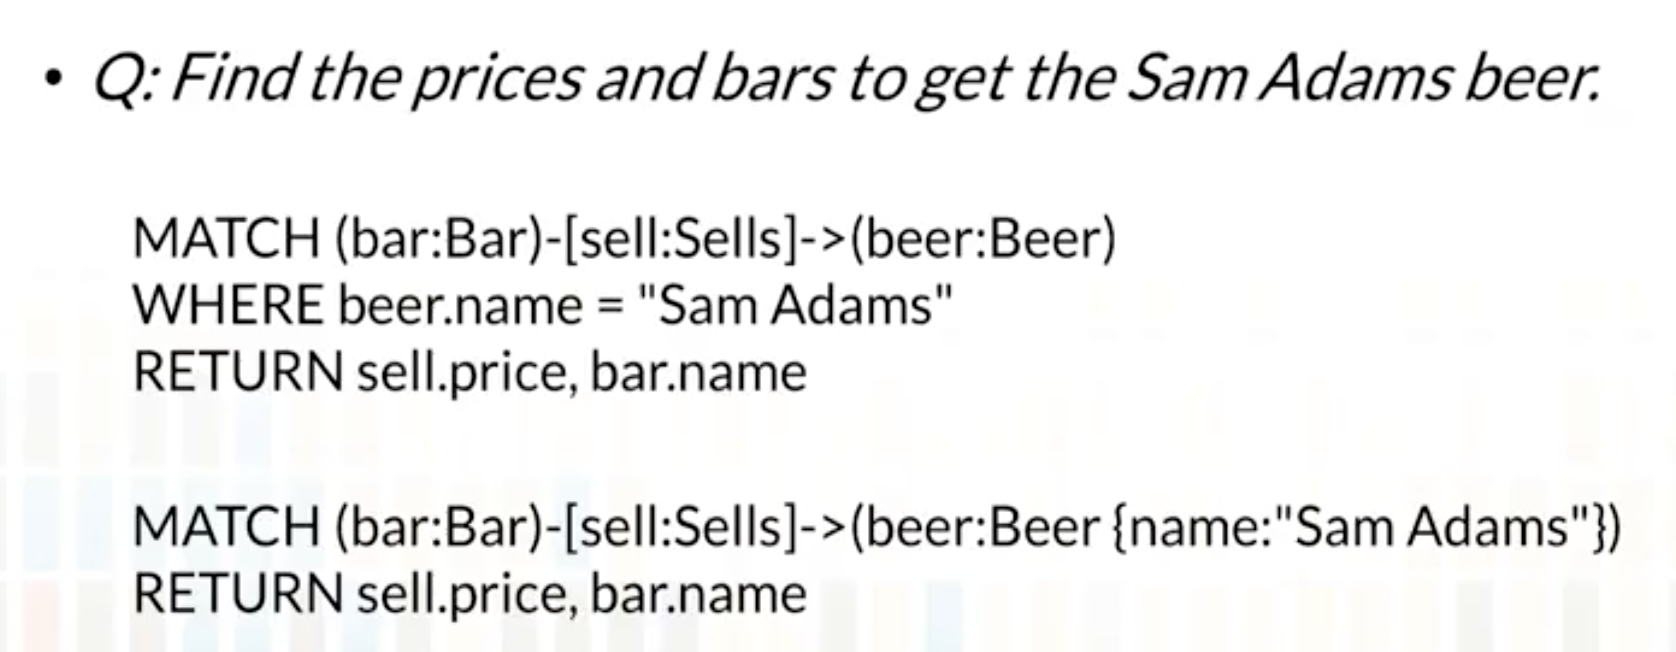 • Q: Find the prices and bars to get the Sam Adams beer.
MATCH (bar:Bar)-[sell:Sells]->(beer:Beer)
WHERE beer.name = "Sam Adams"
RETURN sell.price, bar.name
MATCH (bar:Bar)-[sell:Sells]->(beer:Beer {name:"Sam Adams"})
RETURN sell.price, bar.name